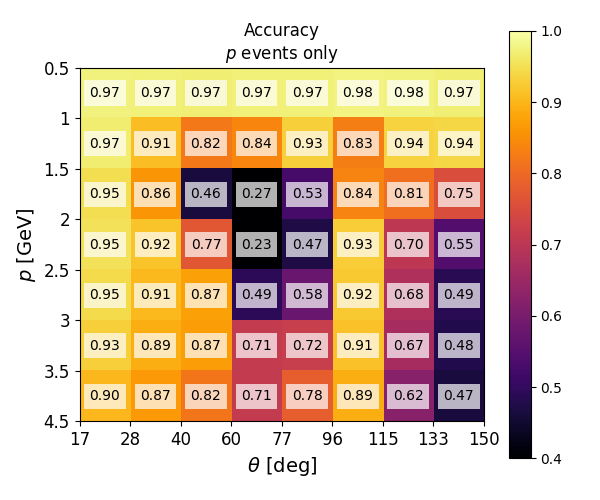 Accuracy
p events only
p [GeV]
0.5
1
1.5
2
2.5
3
3.5
4.5
0.97 0.97 0.97 0.97 0.97 0.98 0.98 0.97
0.97 0.91 0.82 0.84 0.93 0.83 0.94 0.94
0.95 0.86 0.46 0.27 0.53 0.84 0.81 0.75
0.95 0.92 0.77 0.23 0.47 0.93 0.70 0.55
0.95 0.91 0.87 0.49 0.58 0.92 0.68 0.49
0.93 0.89 0.87 0.71 0.72 0.91 0.67 0.48
0.90 0.87 0.82 0.71 0.78 0.89 0.62 0.47
17 28 40 60 77 96 115 133 150
θ [deg]
1.0
0.9
0.8
0.7
0.6
0.5
0.4